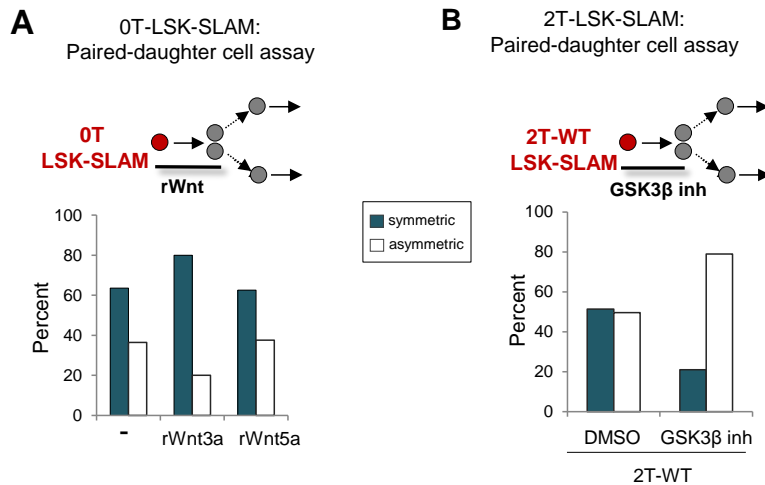 A
0T-LSK-SLAM:
Paired-daughter cell assay
0T
LSK-SLAM
rWnt
100
80
60
40
20
0
Percent
-
rWnt3a
rWnt5a
symmetric
asymmetric
B
2T-LSK-SLAM:
Paired-daughter cell assay
2T-WT
LSK-SLAM
GSK3β inh
100
80
60
40
20
0
Percent
DMSO
GSK3β inh
2T-WT